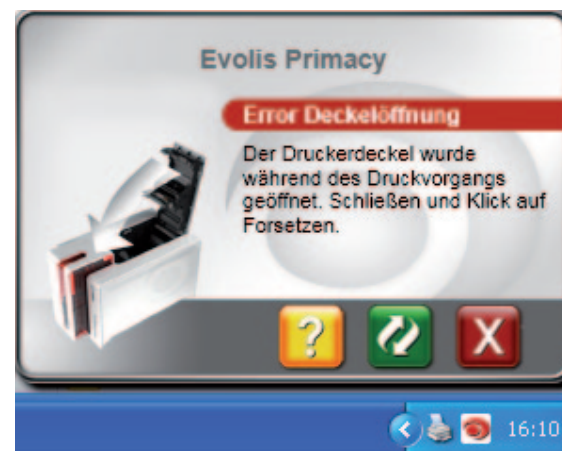 Evolis Primacy
Error Deckelöffnung
Der Druckerdeckel wurde
während des Druckvorgangs
geöffnet. Schließen und Klick auf
Forsetzen.
?
X
16:10